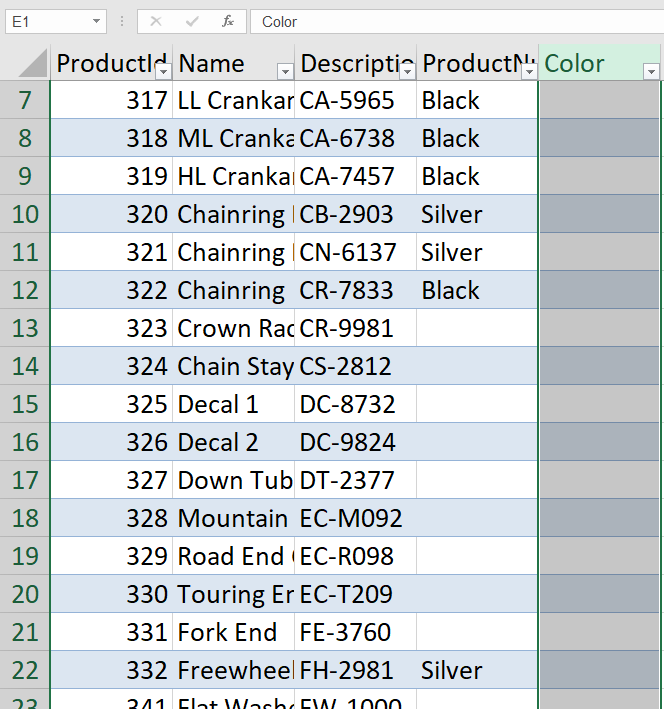 E1 fx Color
ProductId Name Descriptio ProductNu Color
7 317 LL Crankar CA-5965 Black
8 318 ML Cranka CA-6738 Black
9 319 HL Crankar CA-7457 Black
10 320 Chainring CB-2903 Silver
11 321 Chainring CN-6137 Silver
12 322 Chainring CR-7833 Black
13 323 Crown Rac CR-9981
14 324 Chain Stay CS-2812
15 325 Decal 1 DC-8732
16 326 Decal 2 DC-9824
17 327 Down Tub DT-2377
18 328 Mountain EC-M092
19 329 Road End EC-R098
20 330 Touring En EC-T209
21 331 Fork End FE-3760
22 332 Freewheel FH-2981 Silver
23 341 Flat Washe FW-1000